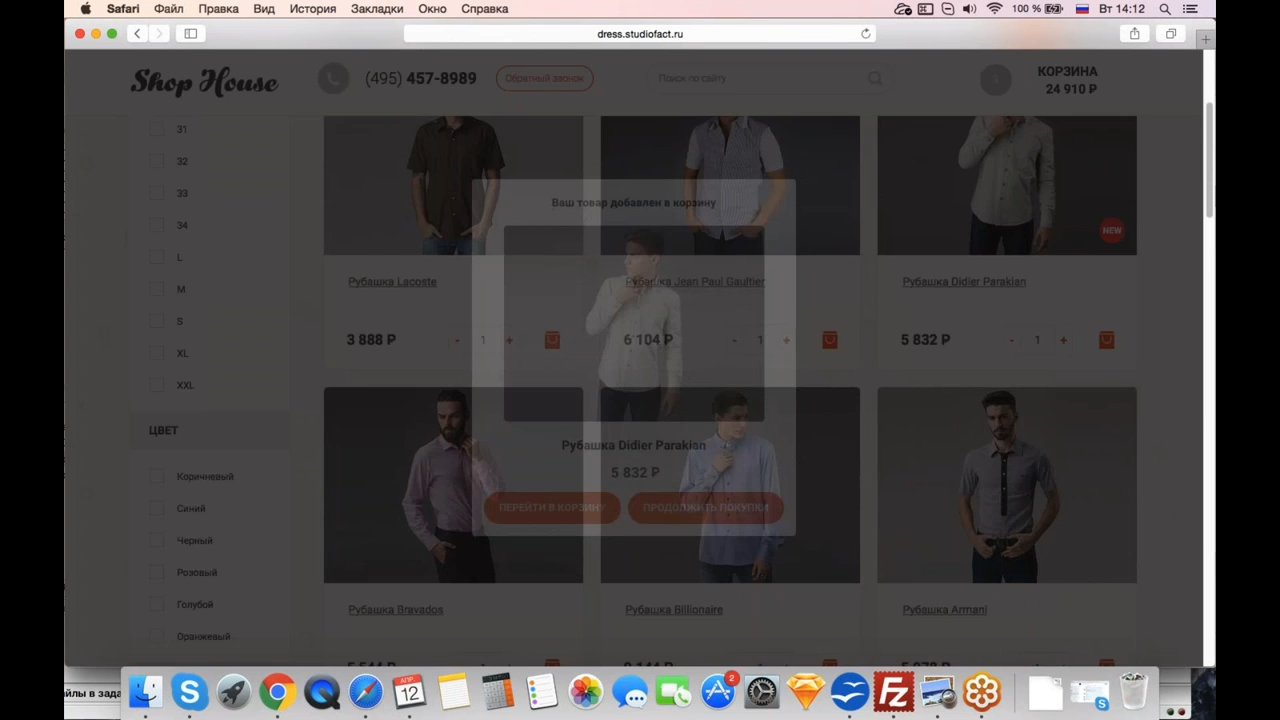 Safari Файл Правка Вид История Закладки Окно Справка 100 % Вт 14:12
dress.studiofact.ru
Shop House (495) 457-8989 Обратный звонок Поиск по сайту КОРЗИНА
24 910 Р
31
32
33
34
L
M
S
XL
XXL
ЦВЕТ
Коричневый
Синий
Черный
Розовый
Голубой
Оранжевый
NEW
Рубашка Lacoste Рубашка Jean Paul Gaultier Рубашка Didier Parakian
3 888 Р - 1 + 6 104 Р - 1 + 5 832 Р - 1 +
Ваш товар добавлен в корзину
Рубашка Didier Parakian
5 832 Р
ПЕРЕЙТИ В КОРЗИНУ ПРОДОЛЖИТЬ ПОКУПКИ
Рубашка Bravados Рубашка Billionaire Рубашка Armani
АПР
12
2
Fz